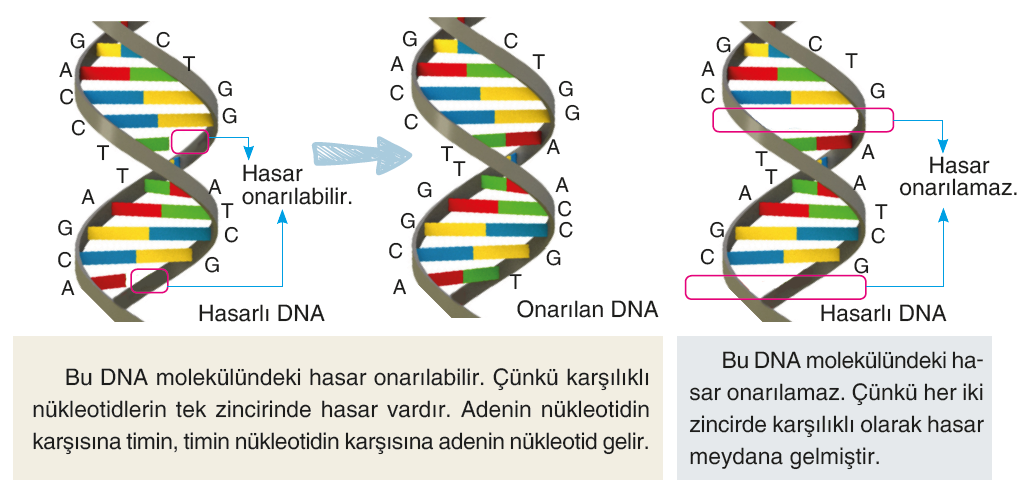 G C
A T
C G
C G
T
T A
A T
G C
C G
A
Hasar
onarılabilir.
Hasarlı DNA
G C
A T
C G
C G
T A
T A
G C
G C
C G
A T
Onarılan DNA
G C
A T
C G
A
T A
A T
G C
C G
Hasar
onarılamaz.
Hasarlı DNA
Bu DNA molekülündeki hasar onarılabilir. Çünkü karşılıklı
nükleotidlerin tek zincirinde hasar vardır. Adenin nükleotidin
karşısına timin, timin nükleotidin karşısına adenin nükleotid gelir.
Bu DNA molekülündeki ha-
sar onarılamaz. Çünkü her iki
zincirde karşılıklı olarak hasar
meydana gelmiştir.